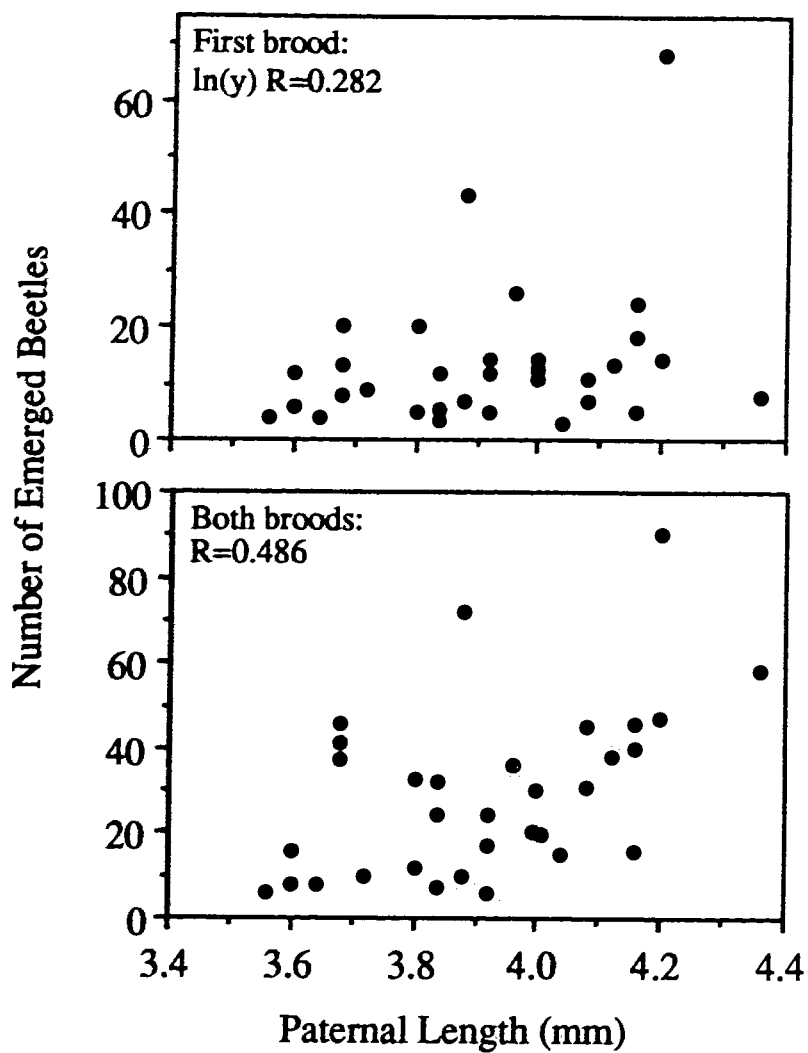 First brood:
ln(y) R=0.282
60
40
20
0
Number of Emerged Beetles
100
Both broods:
R=0.486
80
60
40
20
0
3.4 3.6 3.8 4.0 4.2 4.4
Paternal Length (mm)